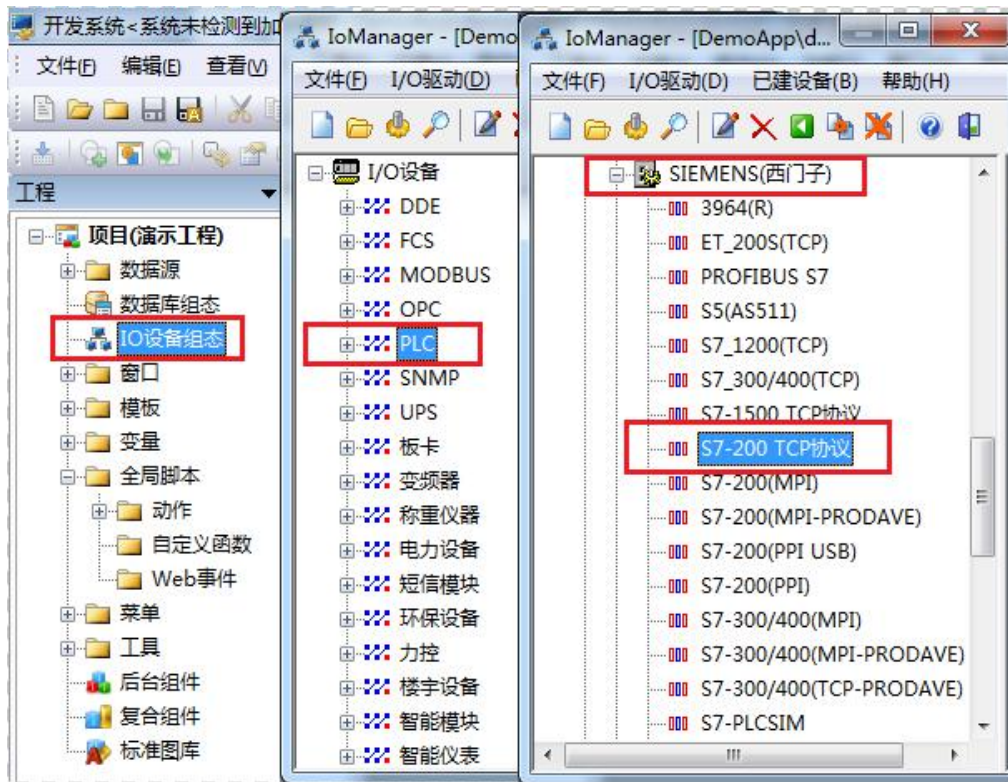 开发系统<系统未检测到加
文件(F) 编辑(E) 查看(V)
工程
项目(演示工程)
数据源
数据库组态
IO设备组态
窗口
模板
变量
全局脚本
动作
自定义函数
Web事件
菜单
工具
后台组件
复合组件
标准图库
IoManager - [Demo
文件(F) I/O驱动(D)
I/O设备
DDE
FCS
MODBUS
OPC
PLC
SNMP
UPS
板卡
变频器
称重仪器
电力设备
短信模块
环保设备
力控
楼宇设备
智能模块
智能仪表
IoManager - [DemoApp\d...
文件(F) I/O驱动(D) 已建设备(B) 帮助(H)
SIEMENS(西门子)
3964(R)
ET_200S(TCP)
PROFIBUS S7
S5(AS511)
S7_1200(TCP)
S7_300/400(TCP)
S7-1500 TCP协议
S7-200 TCP协议
S7-200(MPI)
S7-200(MPI-PRODAVE)
S7-200(PPI USB)
S7-200(PPI)
S7-300/400(MPI)
S7-300/400(MPI-PRODAVE)
S7-300/400(TCP-PRODAVE)
S7-PLCSIM